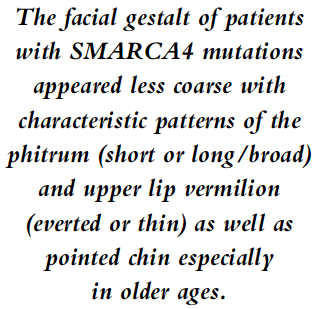 The facial gestalt of patients
with SMARCA4 mutations
appeared less coarse with
characteristic patterns of the
phitrum (short or long/broad)
and upper lip vermilion
(everted or thin) as well as
pointed chin especially
in older ages.